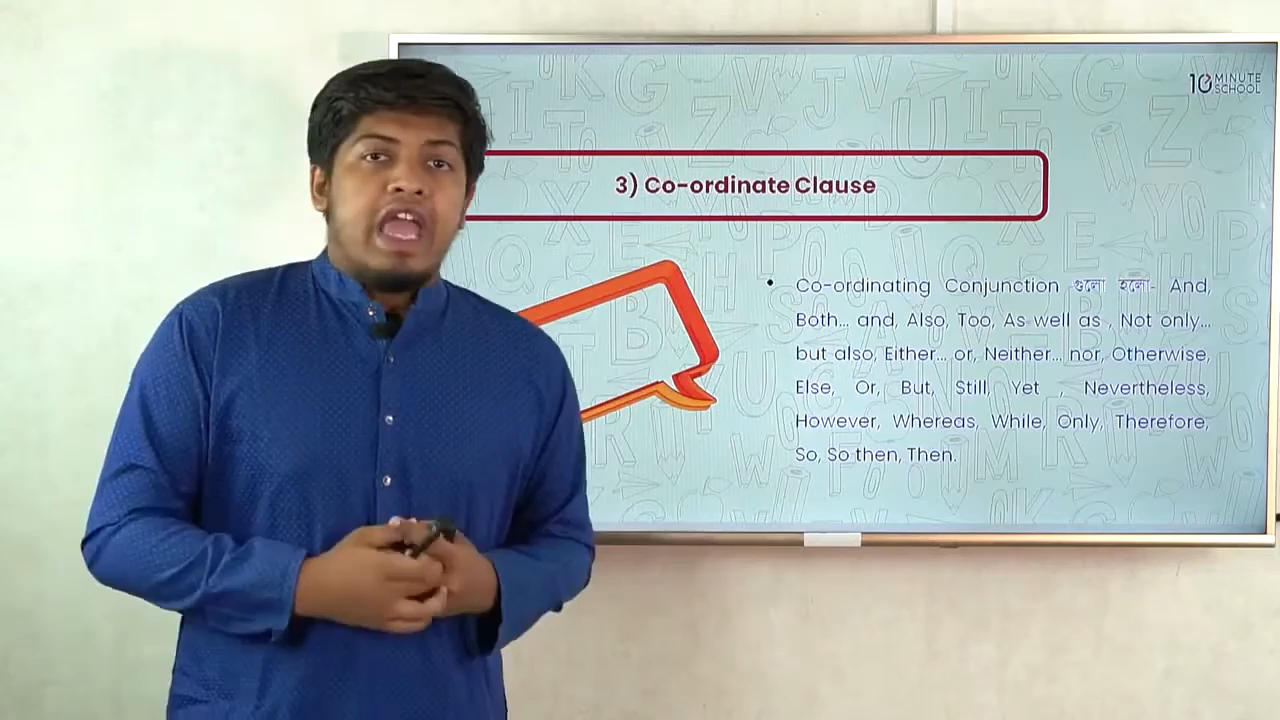 10 MINUTE
SCHOOL
3) Co-ordinate Clause
• Co-ordinating Conjunction গুলো হলো- And,
Both... and, Also, Too, As well as , Not only...
but also, Either... or, Neither... nor, Otherwise,
Else, Or, But, Still, Yet , Nevertheless,
However, Whereas, While, Only, Therefore,
So, So then, Then.